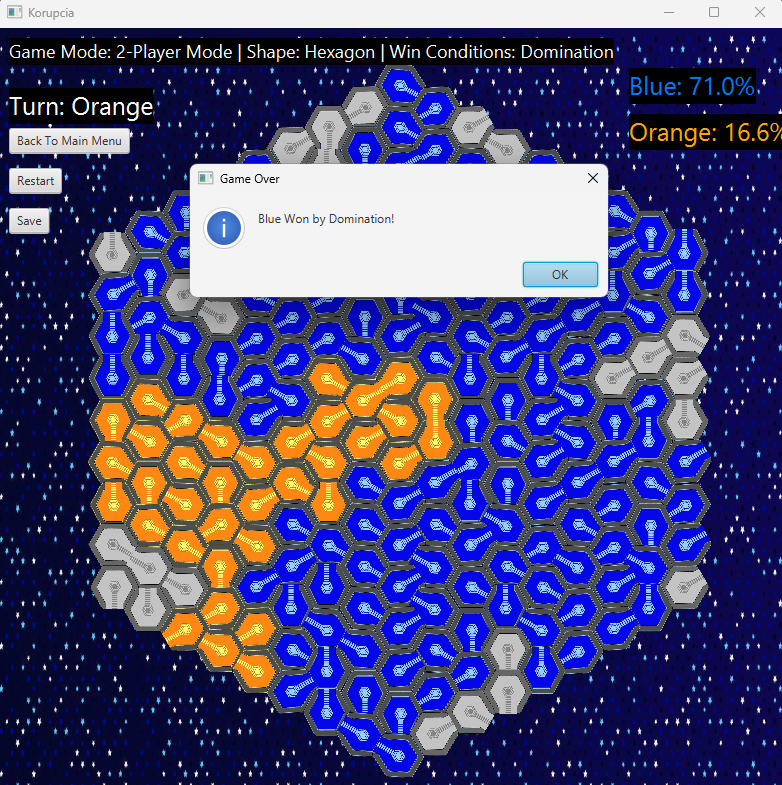 Korupcia
Game Mode: 2-Player Mode | Shape: Hexagon | Win Conditions: Domination
Blue: 71.0%
Turn: Orange
Orange: 16.6%
Back To Main Menu
Restart
Save
Game Over
Blue Won by Domination!
OK